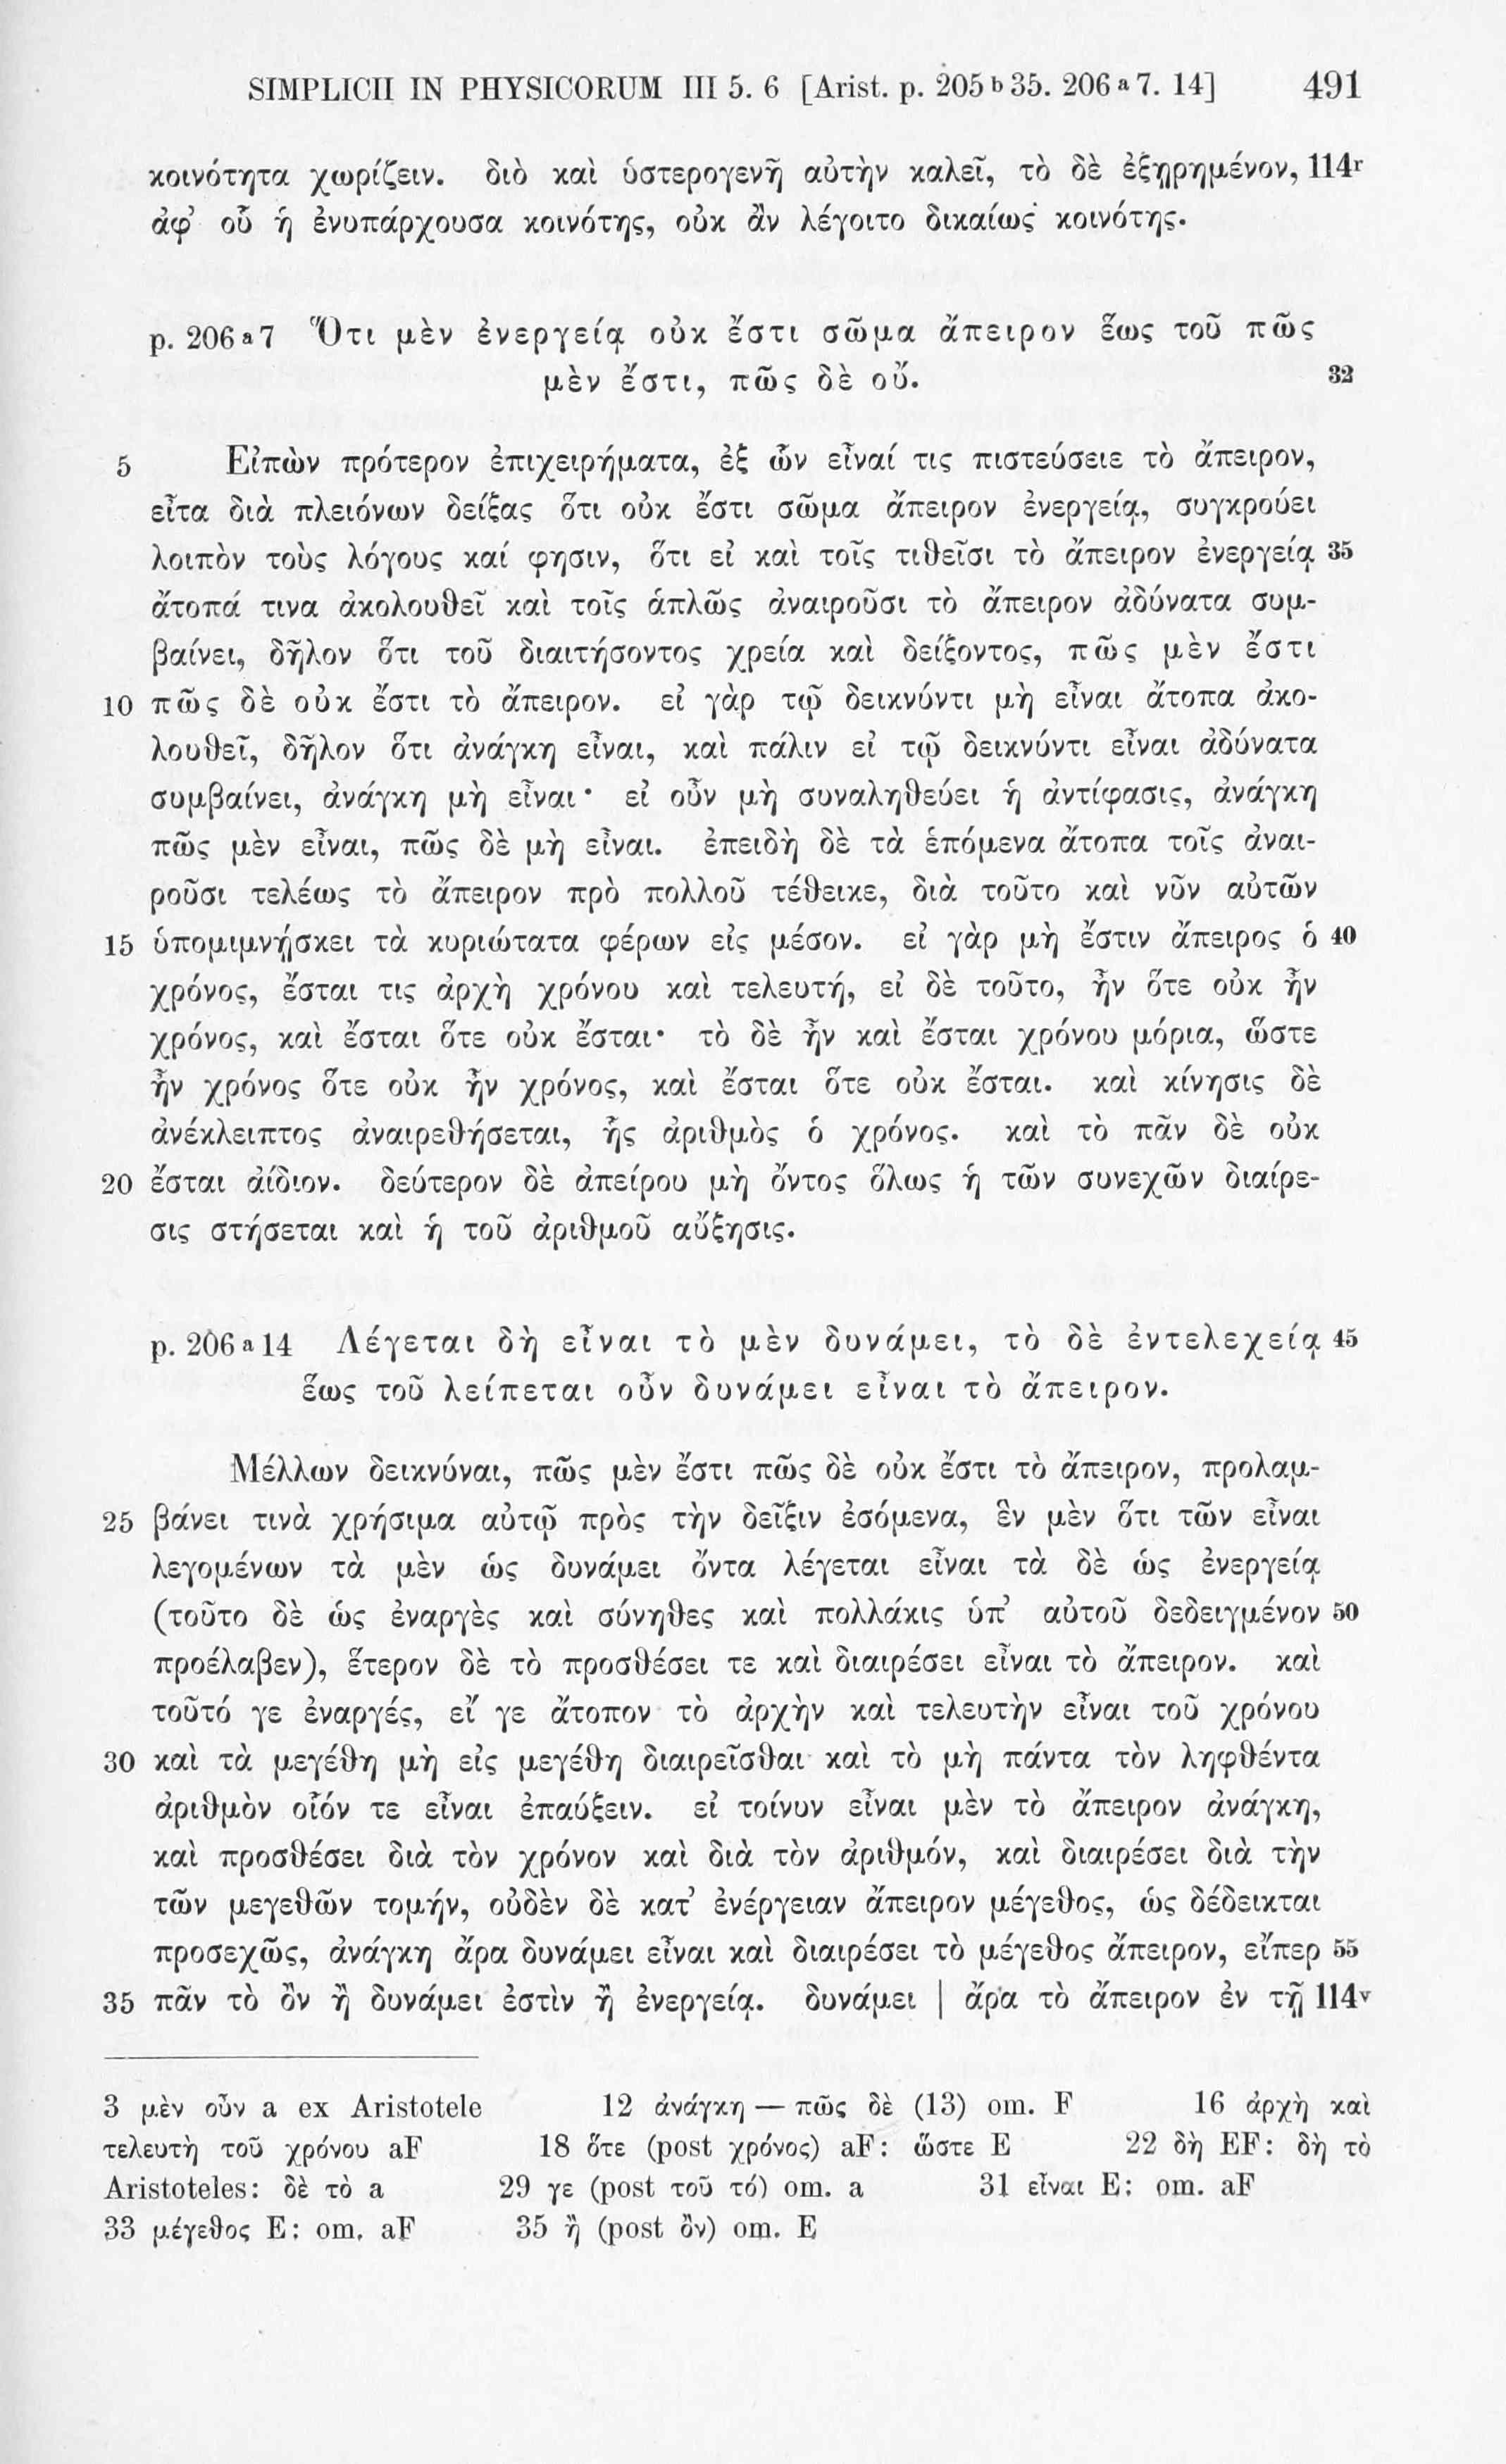 SIMPLICII IN PHYSICORUM III 5. 6 [Arist. p. 205 b 35. 206 a 7. 14] 491
κοινότητα χωρίζειν. διὸ καὶ ὑστερογενῆ αὐτὴν καλεῖ, τὸ δὲ ἐξῃρημένον, 114r
ἀφ’ οὗ ἡ ἐνυπάρχουσα κοινότης, οὐκ ἂν λέγοιτο δικαίως κοινότης.
p. 206 a 7 Ὅτι μὲν ἐνεργείᾳ οὐκ ἔστι σῶμα ἄπειρον ἕως τοῦ πῶς
μὲν ἔστι, πῶς δὲ οὔ. 32
5 Εἰπὼν πρότερον ἐπιχειρήματα, ἐξ ὧν εἶναί τις πιστεύσειε τὸ ἄπειρον,
εἶτα διὰ πλειόνων δείξας ὅτι οὐκ ἔστι σῶμα ἄπειρον ἐνεργείᾳ, συγκρούει
λοιπὸν τοὺς λόγους καί φησιν, ὅτι εἰ καὶ τοῖς τιθεῖσι τὸ ἄπειρον ἐνεργείᾳ 35
ἄτοπά τινα ἀκολουθεῖ καὶ τοῖς ἁπλῶς ἀναιροῦσι τὸ ἄπειρον ἀδύνατα συμ-
βαίνει, δῆλον ὅτι τοῦ διαιτήσοντος χρεία καὶ δείξοντος, πῶς μὲν ἔστι
10 πῶς δὲ οὐκ ἔστι τὸ ἄπειρον. εἰ γὰρ τῷ δεικνύντι μὴ εἶναι ἄτοπα ἀκο-
λουθεῖ, δῆλον ὅτι ἀνάγκη εἶναι, καὶ πάλιν εἰ τῷ δεικνύντι εἶναι ἀδύνατα
συμβαίνει, ἀνάγκη μὴ εἶναι· εἰ οὖν μὴ συναληθεύει ἡ ἀντίφασις, ἀνάγκη
πῶς μὲν εἶναι, πῶς δὲ μὴ εἶναι. ἐπειδὴ δὲ τὰ ἑπόμενα ἄτοπα τοῖς ἀναι-
ροῦσι τελέως τὸ ἄπειρον πρὸ πολλοῦ τέθεικε, διὰ τοῦτο καὶ νῦν αὐτῶν
15 ὑπομιμνῄσκει τὰ κυριώτατα φέρων εἰς μέσον. εἰ γὰρ μὴ ἔστιν ἄπειρος ὁ 40
χρόνος, ἔσται τις ἀρχὴ χρόνου καὶ τελευτή, εἰ δὲ τοῦτο, ἦν ὅτε οὐκ ἦν
χρόνος, καὶ ἔσται ὅτε οὐκ ἔσται· τὸ δὲ ἦν καὶ ἔσται χρόνου μόρια, ὥστε
ἦν χρόνος ὅτε οὐκ ἦν χρόνος, καὶ ἔσται ὅτε οὐκ ἔσται. καὶ κίνησις δὲ
ἀνέκλειπτος ἀναιρεθήσεται, ἧς ἀριθμὸς ὁ χρόνος. καὶ τὸ πᾶν δὲ οὐκ
20 ἔσται ἀίδιον. δεύτερον δὲ ἀπείρου μὴ ὄντος ὅλως ἡ τῶν συνεχῶν διαίρε-
σις στήσεται καὶ ἡ τοῦ ἀριθμοῦ αὔξησις.
p. 206 a 14 Λέγεται δὴ εἶναι τὸ μὲν δυνάμει, τὸ δὲ ἐντελεχείᾳ 45
ἕως τοῦ λείπεται οὖν δυνάμει εἶναι τὸ ἄπειρον.
Μέλλων δεικνύναι, πῶς μὲν ἔστι πῶς δὲ οὐκ ἔστι τὸ ἄπειρον, προλαμ-
25 βάνει τινὰ χρήσιμα αὐτῷ πρὸς τὴν δεῖξιν ἐσόμενα, ἓν μὲν ὅτι τῶν εἶναι
λεγομένων τὰ μὲν ὡς δυνάμει ὄντα λέγεται εἶναι τὰ δὲ ὡς ἐνεργείᾳ
(τοῦτο δὲ ὡς ἐναργὲς καὶ σύνηθες καὶ πολλάκις ὑπ’ αὐτοῦ δεδειγμένον 50
προέλαβεν), ἕτερον δὲ τὸ προσθέσει τε καὶ διαιρέσει εἶναι τὸ ἄπειρον. καὶ
τοῦτό γε ἐναργές, εἴ γε ἄτοπον τὸ ἀρχὴν καὶ τελευτὴν εἶναι τοῦ χρόνου
30 καὶ τὰ μεγέθη μὴ εἰς μεγέθη διαιρεῖσθαι καὶ τὸ μὴ πάντα τὸν ληφθέντα
ἀριθμὸν οἷόν τε εἶναι ἐπαύξειν. εἰ τοίνυν εἶναι μὲν τὸ ἄπειρον ἀνάγκη,
καὶ προσθέσει διὰ τὸν χρόνον καὶ διὰ τὸν ἀριθμόν, καὶ διαιρέσει διὰ τὴν
τῶν μεγεθῶν τομήν, οὐδὲν δὲ κατ’ ἐνέργειαν ἄπειρον μέγεθος, ὡς δέδεικται
προσεχῶς, ἀνάγκη ἄρα δυνάμει εἶναι καὶ διαιρέσει τὸ μέγεθος ἄπειρον, εἴπερ 55
35 πᾶν τὸ ὂν ἢ δυνάμει ἐστὶν ἢ ἐνεργείᾳ. δυνάμει | ἄρα τὸ ἄπειρον ἐν τῇ 114v
3 μὲν οὖν a ex Aristotele 12 ἀνάγκη — πῶς δὲ (13) om. F 16 ἀρχὴ καὶ
τελευτὴ τοῦ χρόνου aF 18 ὅτε (post χρόνος) aF: ὥστε E 22 δὴ EF: δὴ τὸ
Aristoteles: δὲ τὸ a 29 γε (post τοῦ τό) om. a 31 εἶναι E: om. aF
33 μέγεθος E: om. aF 35 ἢ (post ὂν) om. E